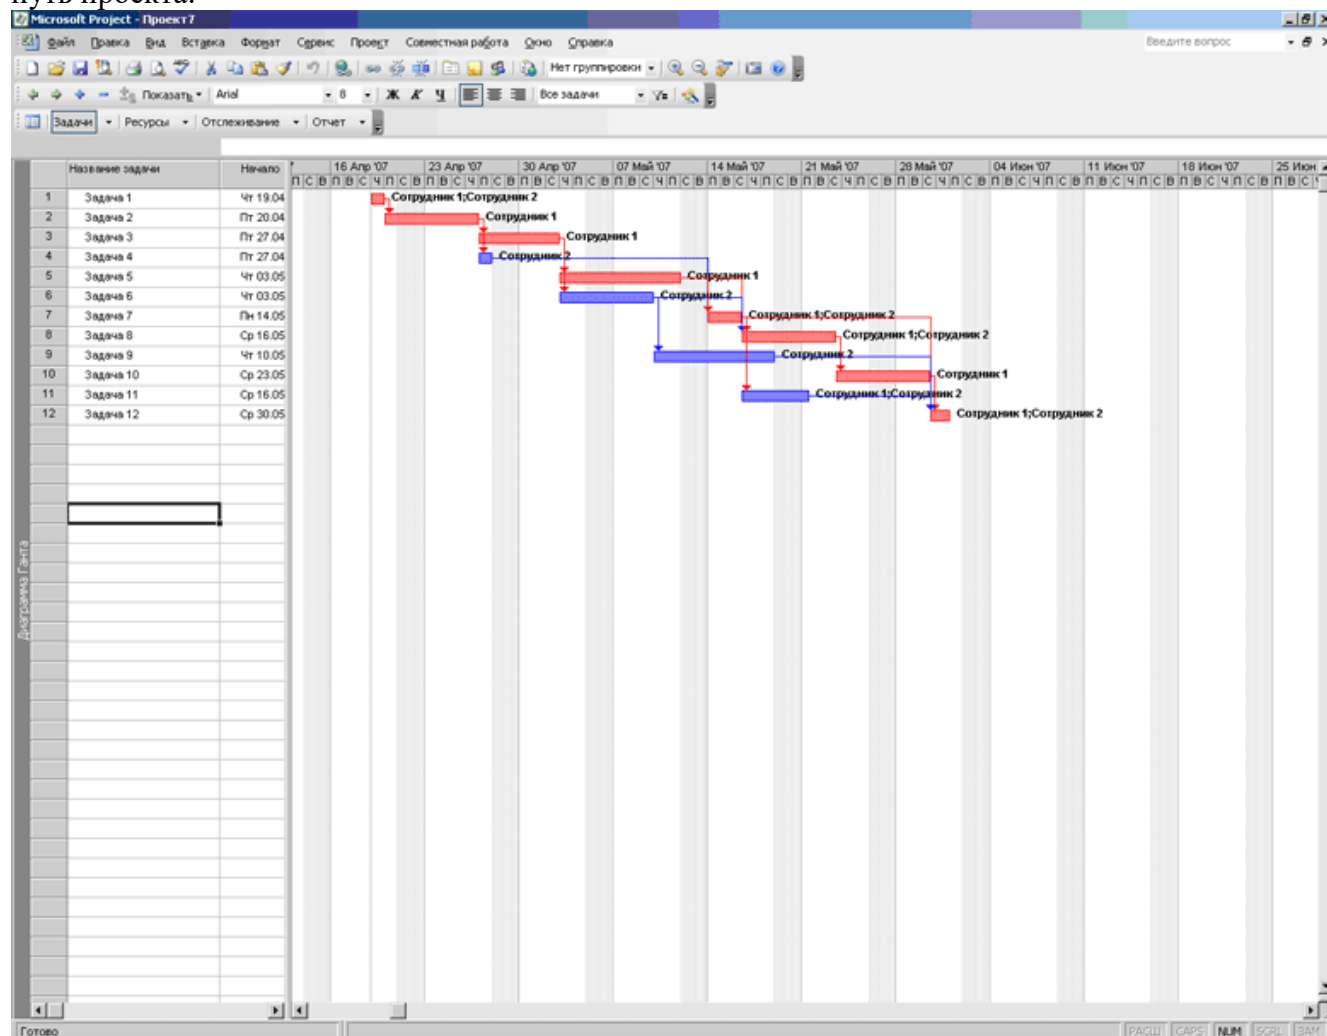 путь проекта.
Microsoft Project - Проект7
Файл Правка Вид Вставка Формат Сервис Проект Совместная работа Окно Справка Введите вопрос
Нет группировки
Показать Arial 8 Ж К Ч Все задачи
Задачи Ресурсы Отслеживание Отчет
Название задачи Начало 16 Апр '07 23 Апр '07 30 Апр '07 07 Май '07 14 Май '07 21 Май '07 28 Май '07 04 Июн '07 11 Июн '07 18 Июн '07 25 Июн
П С В П В С Ч П С В П В С Ч П С В П В С Ч П С В П В С Ч П С В П В С Ч П С В П В С Ч П С В П В С Ч П С В П В С Ч П С В П В С Ч П С В П В С Ч П С В П В С Ч
1 Задача 1 Чт 19.04 Сотрудник 1;Сотрудник 2
2 Задача 2 Пт 20.04 Сотрудник 1
3 Задача 3 Пт 27.04 Сотрудник 1
4 Задача 4 Пт 27.04 Сотрудник 2
5 Задача 5 Чт 03.05 Сотрудник 1
6 Задача 6 Чт 03.05 Сотрудник 2
7 Задача 7 Пн 14.05 Сотрудник 1;Сотрудник 2
8 Задача 8 Ср 16.05 Сотрудник 1;Сотрудник 2
9 Задача 9 Чт 10.05 Сотрудник 2
10 Задача 10 Ср 23.05 Сотрудник 1
11 Задача 11 Ср 16.05 Сотрудник 1;Сотрудник 2
12 Задача 12 Ср 30.05 Сотрудник 1;Сотрудник 2
Диаграмма Ганта
Готово РАСШ CAPS NUM SCRL ЗАМ